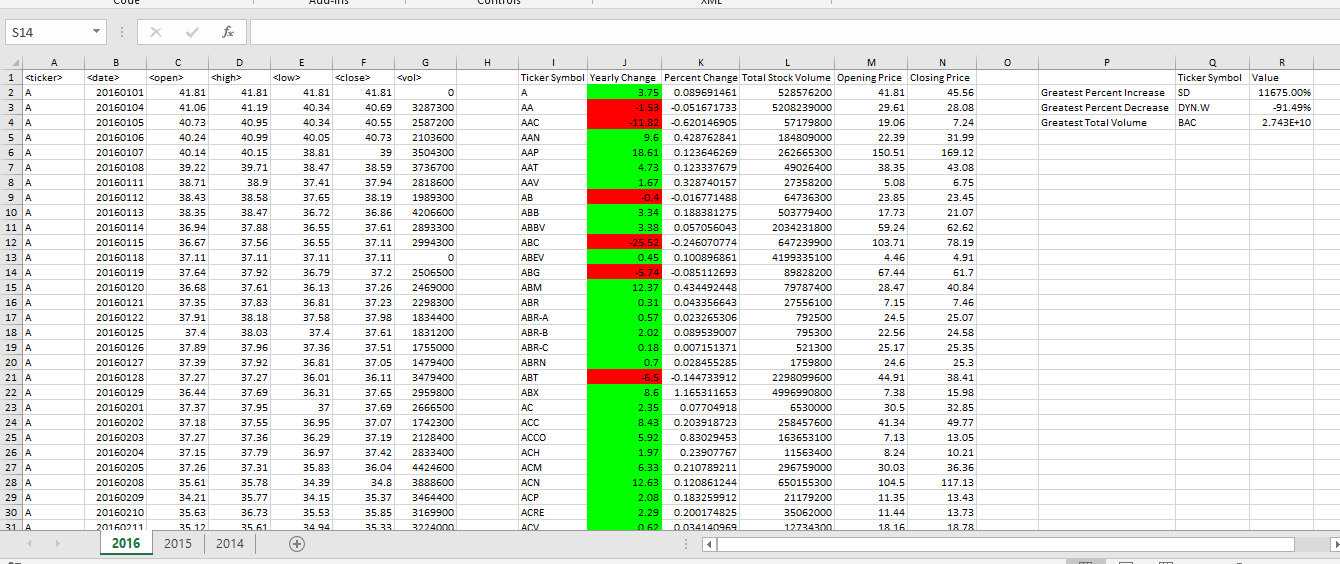 Code Add-ins Controls XML
S14 fx
A B C D E F G H I J K L M N O P Q R
1 <ticker> <date> <open> <high> <low> <close> <vol> Ticker Symbol Yearly Change Percent Change Total Stock Volume Opening Price Closing Price Ticker Symbol Value
2 A 20160101 41.81 41.81 41.81 41.81 0 A 3.75 0.089691461 528576200 41.81 45.56 Greatest Percent Increase SD 11675.00%
3 A 20160104 41.06 41.19 40.34 40.69 3287300 AA -1.53 -0.051671733 5208239000 29.61 28.08 Greatest Percent Decrease DYN.W -91.49%
4 A 20160105 40.73 40.95 40.34 40.55 2587200 AAC -11.82 -0.620146905 57179800 19.06 7.24 Greatest Total Volume BAC 2.743E+10
5 A 20160106 40.24 40.99 40.05 40.73 2103600 AAN 9.6 0.428762841 184809000 22.39 31.99
6 A 20160107 40.14 40.15 38.81 39 3504300 AAP 18.61 0.123646269 262665300 150.51 169.12
7 A 20160108 39.22 39.71 38.47 38.59 3736700 AAT 4.73 0.123337679 49026400 38.35 43.08
8 A 20160111 38.71 38.9 37.41 37.94 2818600 AAV 1.67 0.328740157 27358200 5.08 6.75
9 A 20160112 38.43 38.58 37.65 38.19 1989300 AB -0.4 -0.016771488 64736300 23.85 23.45
10 A 20160113 38.35 38.47 36.72 36.86 4206600 ABB 3.34 0.188381275 503779400 17.73 21.07
11 A 20160114 36.94 37.88 36.55 37.61 2893300 ABBV 3.38 0.057056043 2034231800 59.24 62.62
12 A 20160115 36.67 37.56 36.55 37.11 2994300 ABC -25.52 -0.246070774 647239900 103.71 78.19
13 A 20160118 37.11 37.11 37.11 37.11 0 ABEV 0.45 0.100896861 4199335100 4.46 4.91
14 A 20160119 37.64 37.92 36.79 37.2 2506500 ABG -5.74 -0.085112693 89828200 67.44 61.7
15 A 20160120 36.68 37.61 36.13 37.26 2469000 ABM 12.37 0.434492448 79787400 28.47 40.84
16 A 20160121 37.35 37.83 36.81 37.23 2298300 ABR 0.31 0.043356643 27556100 7.15 7.46
17 A 20160122 37.91 38.18 37.58 37.98 1834400 ABR-A 0.57 0.023265306 792500 24.5 25.07
18 A 20160125 37.4 38.03 37.4 37.61 1831200 ABR-B 2.02 0.089539007 795300 22.56 24.58
19 A 20160126 37.89 37.96 37.36 37.51 1755000 ABR-C 0.18 0.007151371 521300 25.17 25.35
20 A 20160127 37.39 37.92 36.81 37.05 1479400 ABRN 0.7 0.028455285 1759800 24.6 25.3
21 A 20160128 37.27 37.27 36.01 36.11 3479400 ABT -6.5 -0.144733912 2298099600 44.91 38.41
22 A 20160129 36.44 37.69 36.31 37.65 2959800 ABX 8.6 1.165311653 4996990800 7.38 15.98
23 A 20160201 37.37 37.95 37 37.69 2666500 AC 2.35 0.07704918 6530000 30.5 32.85
24 A 20160202 37.18 37.55 36.95 37.07 1742300 ACC 8.43 0.203918723 258457600 41.34 49.77
25 A 20160203 37.27 37.36 36.29 37.19 2128400 ACCO 5.92 0.83029453 163653100 7.13 13.05
26 A 20160204 37.15 37.79 36.97 37.42 2833400 ACH 1.97 0.23907767 11563400 8.24 10.21
27 A 20160205 37.26 37.31 35.83 36.04 4424600 ACM 6.33 0.210789211 296759000 30.03 36.36
28 A 20160208 35.61 35.78 34.39 34.8 3888600 ACN 12.63 0.120861244 650155300 104.5 117.13
29 A 20160209 34.21 35.77 34.15 35.37 3464400 ACP 2.08 0.183259912 21179200 11.35 13.43
30 A 20160210 35.63 36.73 35.53 35.85 3169900 ACRE 2.29 0.200174825 35062000 11.44 13.73
31 A 20160211 35.12 35.61 34.94 35.33 3224000 ACV 0.62 0.034140969 12734300 18.16 18.78
2016 2015 2014